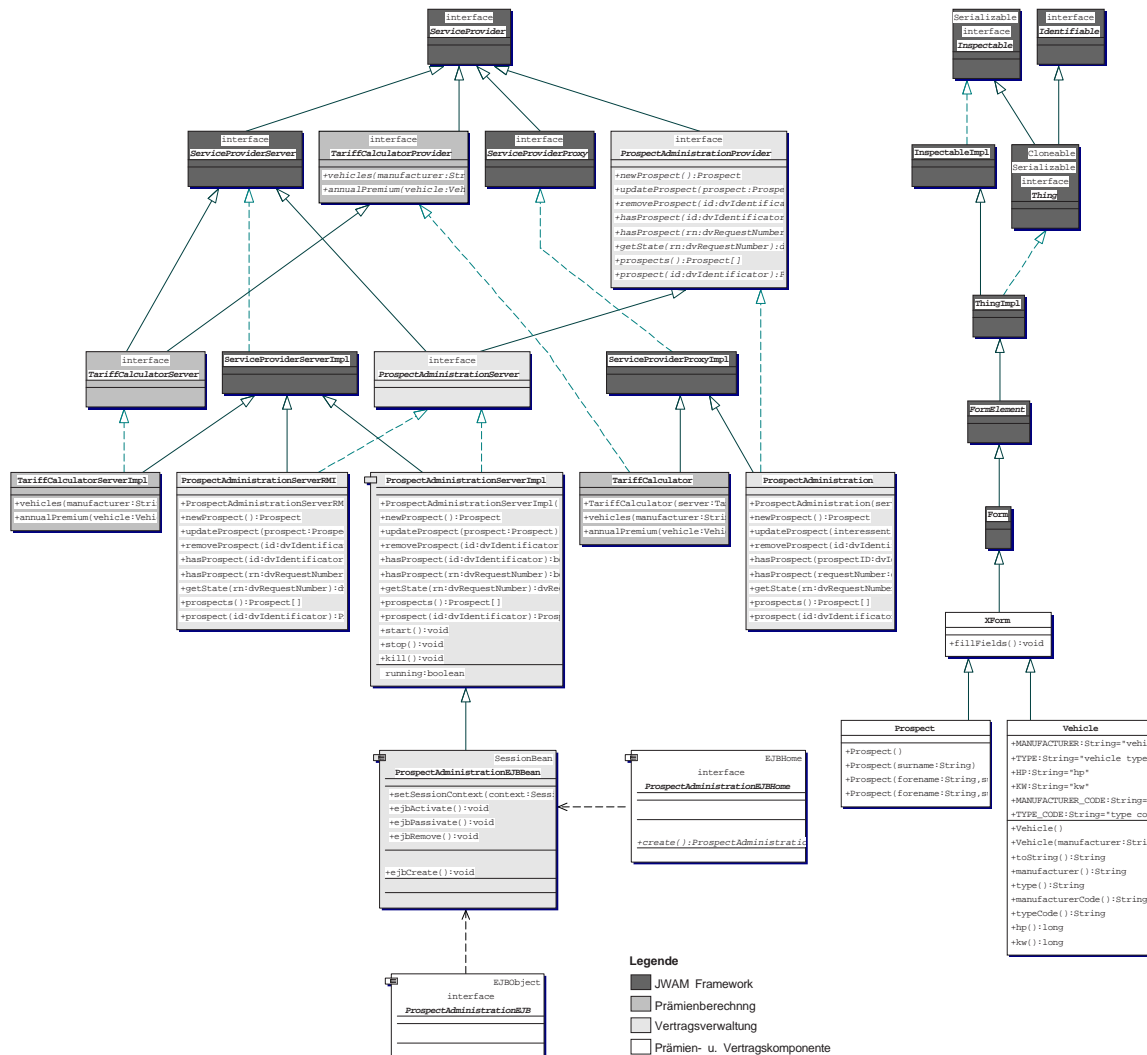 interface
ServiceProvider
Serializable
interface
Inspectable
interface
Identifiable
interface
ServiceProviderServer
interface
TariffCalculatorProvider
+vehicles(manufacturer:Str
+annualPremium(vehicle:Veh
interface
ServiceProviderProxy
interface
ProspectAdministrationProvider
+newProspect():Prospect
+updateProspect(prospect:Prospe
+removeProspect(id:dvIdentifica
+hasProspect(id:dvIdentificator
+hasProspect(rn:dvRequestNumber
+getState(rn:dvRequestNumber):d
+prospects():Prospect[]
+prospect(id:dvIdentificator):P
InspectableImpl
Cloneable
Serializable
interface
Thing
ThingImpl
interface
TariffCalculatorServer
ServiceProviderServerImpl
interface
ProspectAdministrationServer
ServiceProviderProxyImpl
FormElement
TariffCalculatorServerImpl
+vehicles(manufacturer:Stri
+annualPremium(vehicle:Vehi
ProspectAdministrationServerRMI
+ProspectAdministrationServerRM
+newProspect():Prospect
+updateProspect(prospect:Prospe
+removeProspect(id:dvIdentifica
+hasProspect(id:dvIdentificator
+hasProspect(rn:dvRequestNumber
+getState(rn:dvRequestNumber):d
+prospects():Prospect[]
+prospect(id:dvIdentificator):P
ProspectAdministrationServerImpl
+ProspectAdministrationServerImpl(
+newProspect():Prospect
+updateProspect(prospect:Prospect)
+removeProspect(id:dvIdentificator
+hasProspect(id:dvIdentificator):b
+hasProspect(rn:dvRequestNumber):b
+getState(rn:dvRequestNumber):dvRe
+prospects():Prospect[]
+prospect(id:dvIdentificator):Pros
+start():void
+stop():void
+kill():void
running:boolean
TariffCalculator
+TariffCalculator(server:Ta
+vehicles(manufacturer:Stri
+annualPremium(vehicle:Vehi
ProspectAdministration
+ProspectAdministration(ser
+newProspect():Prospect
+updateProspect(interessent
+removeProspect(id:dvIdenti
+hasProspect(prospectID:dvI
+hasProspect(requestNumber:
+getState(rn:dvRequestNumbe
+prospects():Prospect[]
+prospect(id:dvIdentificato
Form
XForm
+fillFields():void
Prospect
+Prospect()
+Prospect(surname:String)
+Prospect(forename:String,s
+Prospect(forename:String,s
Vehicle
+MANUFACTURER:String="vehi
+TYPE:String="vehicle type
+HP:String="hp"
+KW:String="kw"
+MANUFACTURER_CODE:String=
+TYPE_CODE:String="type co
+Vehicle()
+Vehicle(manufacturer:Stri
+toString():String
+manufacturer():String
+type():String
+manufacturerCode():String
+typeCode():String
+hp():long
+kw():long
SessionBean
ProspectAdministrationEJBBean
+setSessionContext(context:Sess
+ejbActivate():void
+ejbPassivate():void
+ejbRemove():void
+ejbCreate():void
EJBHome
interface
ProspectAdministrationEJBHome
+create():ProspectAdministratio
EJBObject
interface
ProspectAdministrationEJB
Legende
JWAM Framework
Prämienberechnng
Vertragsverwaltung
Prämien- u. Vertragskomponente